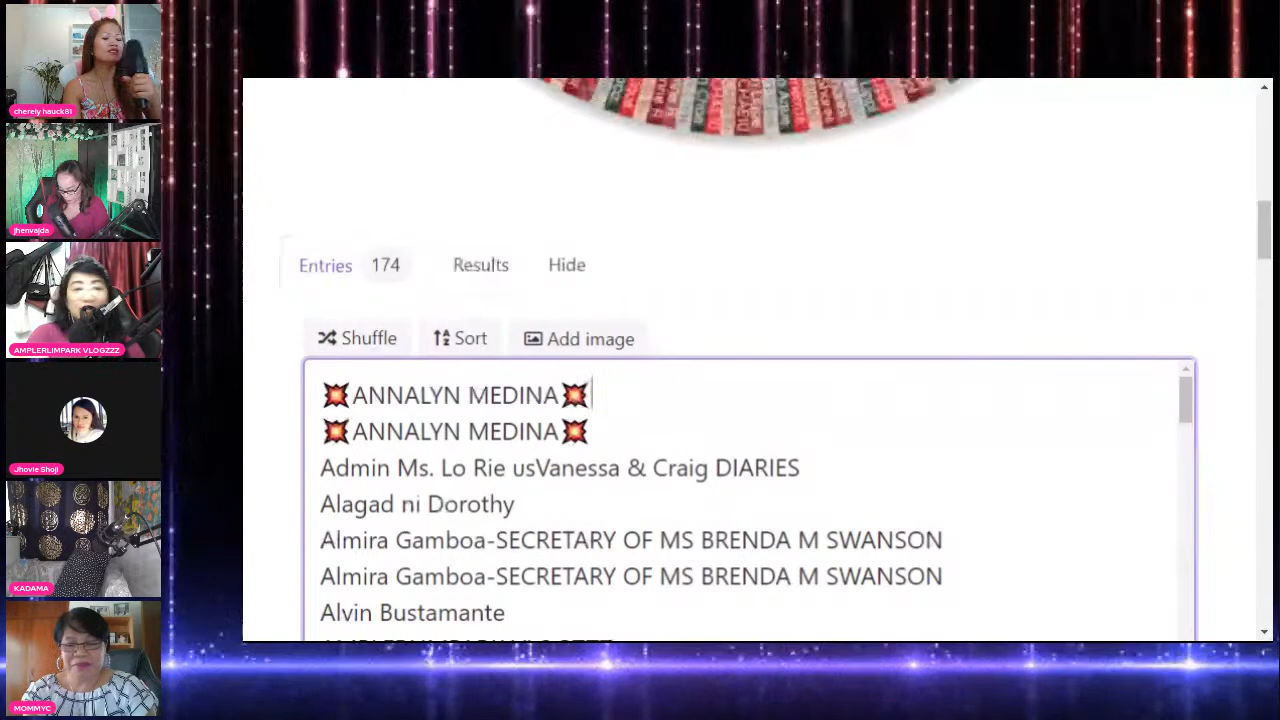 cherely hauck81
jhenvajda
AMPLERLIMPARK VLOGZZZ
Jhovie Shoji
KADAMA
MOMMYC
Entries 174 Results Hide
Shuffle Sort Add image
💥ANNALYN MEDINA💥
💥ANNALYN MEDINA💥
Admin Ms. Lo Rie usVanessa & Craig DIARIES
Alagad ni Dorothy
Almira Gamboa-SECRETARY OF MS BRENDA M SWANSON
Almira Gamboa-SECRETARY OF MS BRENDA M SWANSON
Alvin Bustamante